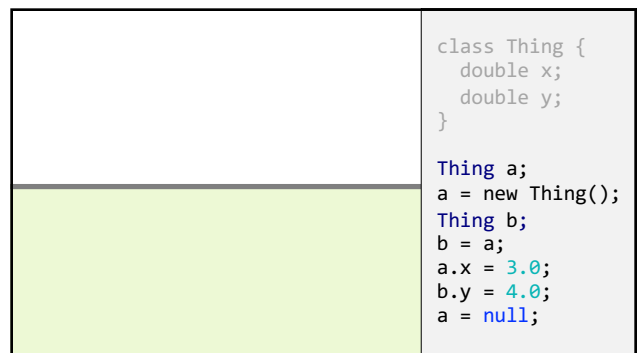 class Thing {
  double x;
  double y;
}
Thing a;
a = new Thing();
Thing b;
b = a;
a.x = 3.0;
b.y = 4.0;
a = null;